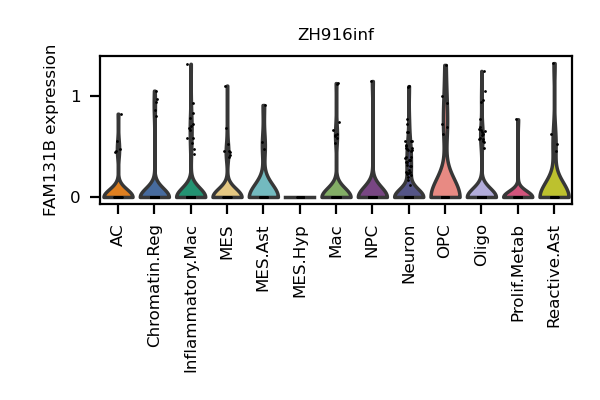 ZH916inf
FAM131B expression
1
0
AC
Chromatin.Reg
Inflammatory.Mac
MES
MES.Ast
MES.Hyp
Mac
NPC
Neuron
OPC
Oligo
Prolif.Metab
Reactive.Ast